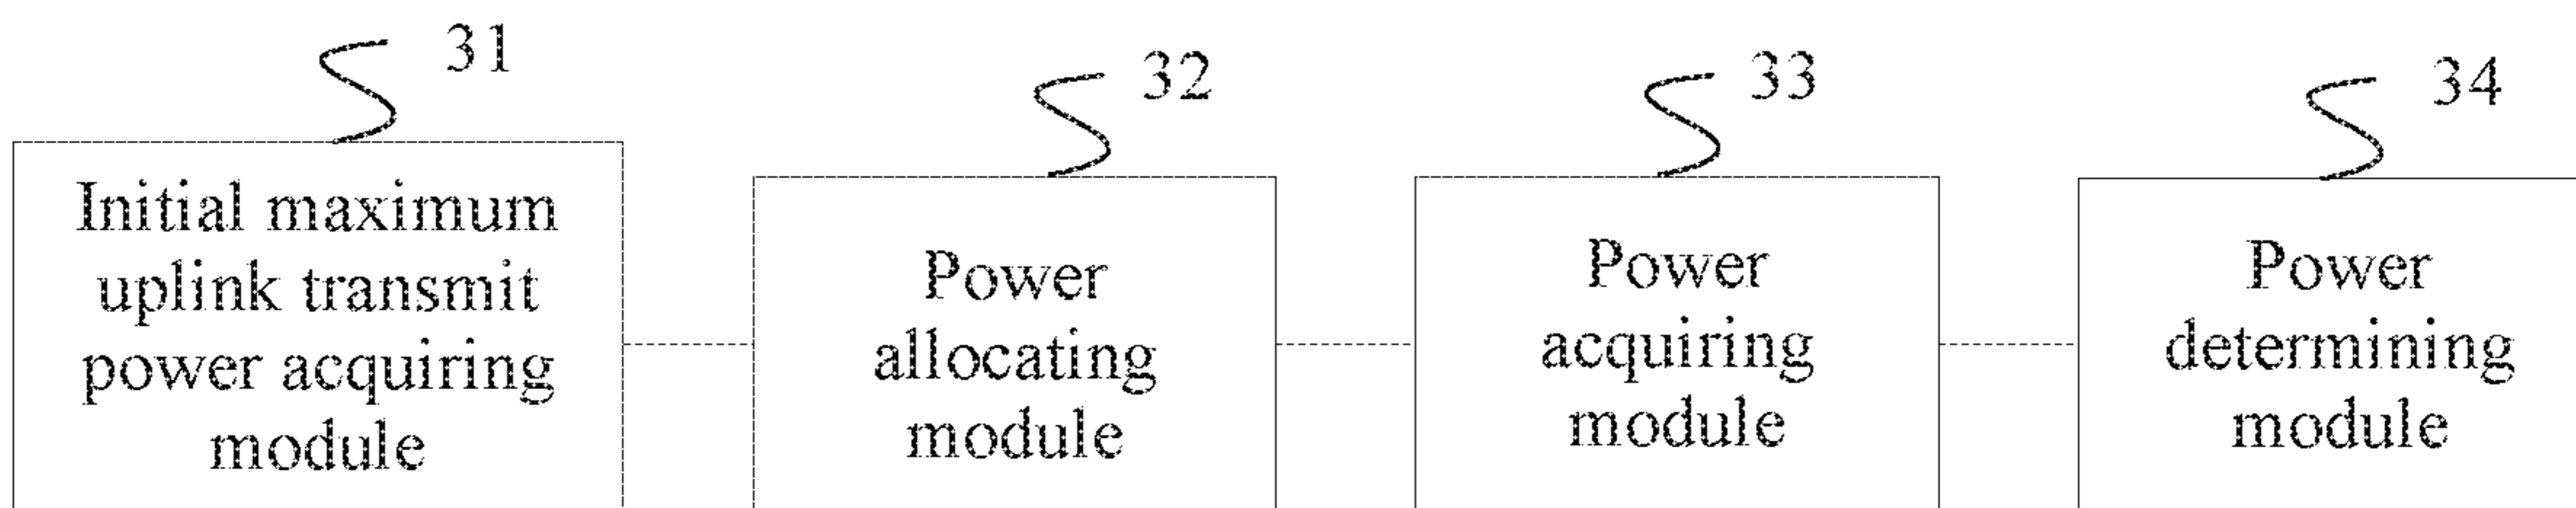 31
32
33
34
Initial maximum
uplink transmit
power acquiring
module
Power
allocating
module
Power
acquiring
module
Power
determining
module